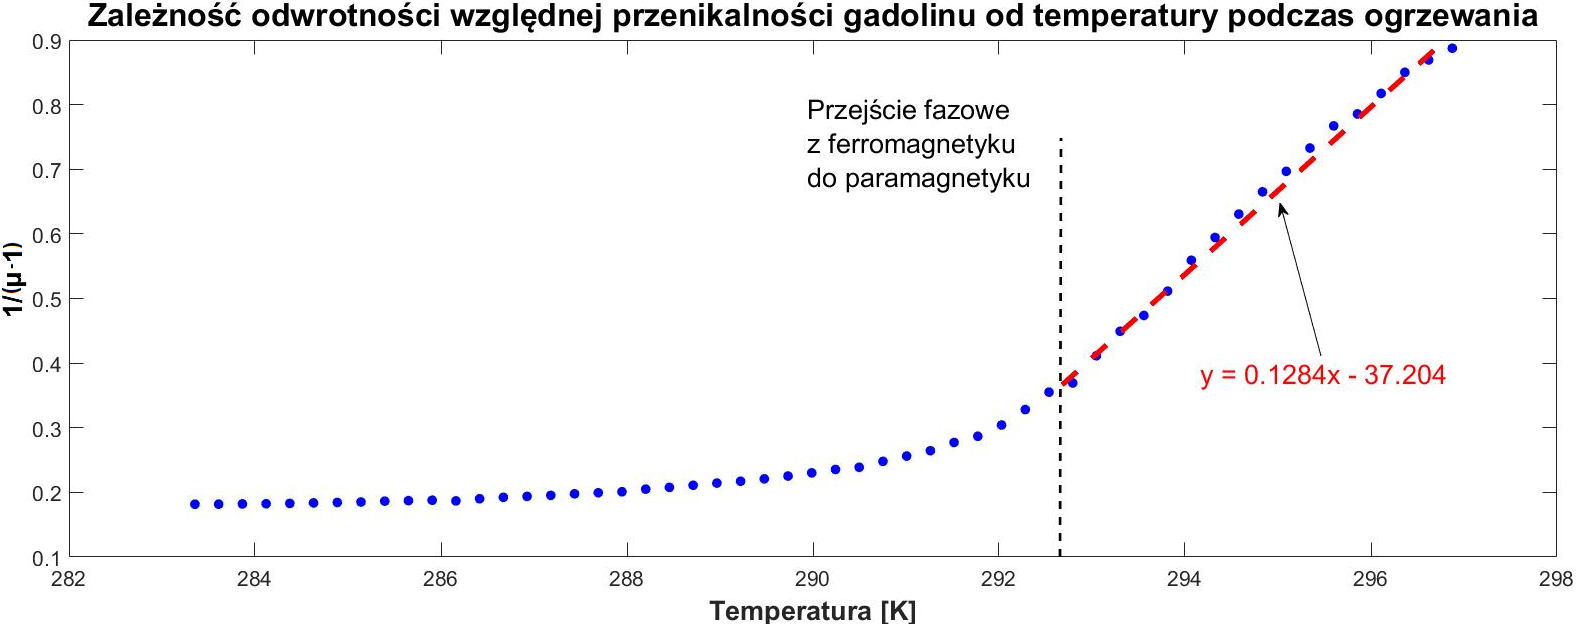 Zależność odwrotności względnej przenikalności gadolinu od temperatury podczas ogrzewania
0.9
0.8
0.7
0.6
0.5
0.4
0.3
0.2
0.1
1/(μ-1)
Przejście fazowe
z ferromagnetyku
do paramagnetyku
y = 0.1284x - 37.204
282 284 286 288 290 292 294 296 298
Temperatura [K]